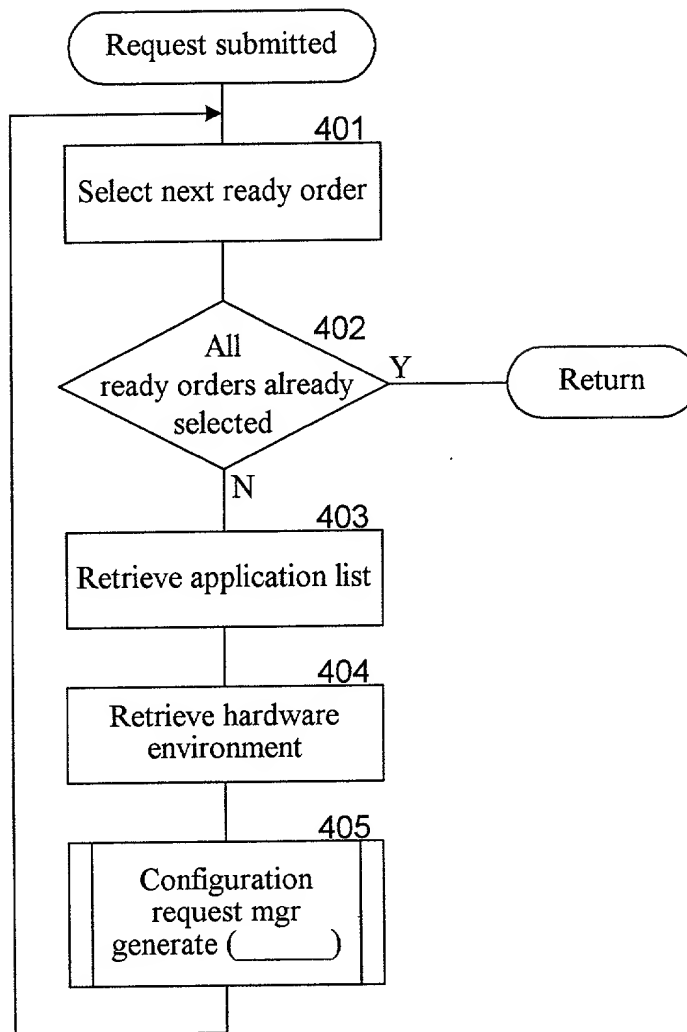 Request submitted
401
Select next ready order
402
All
ready orders already
selected
Y
Return
N
403
Retrieve application list
404
Retrieve hardware
environment
405
Configuration
request mgr
generate (______)